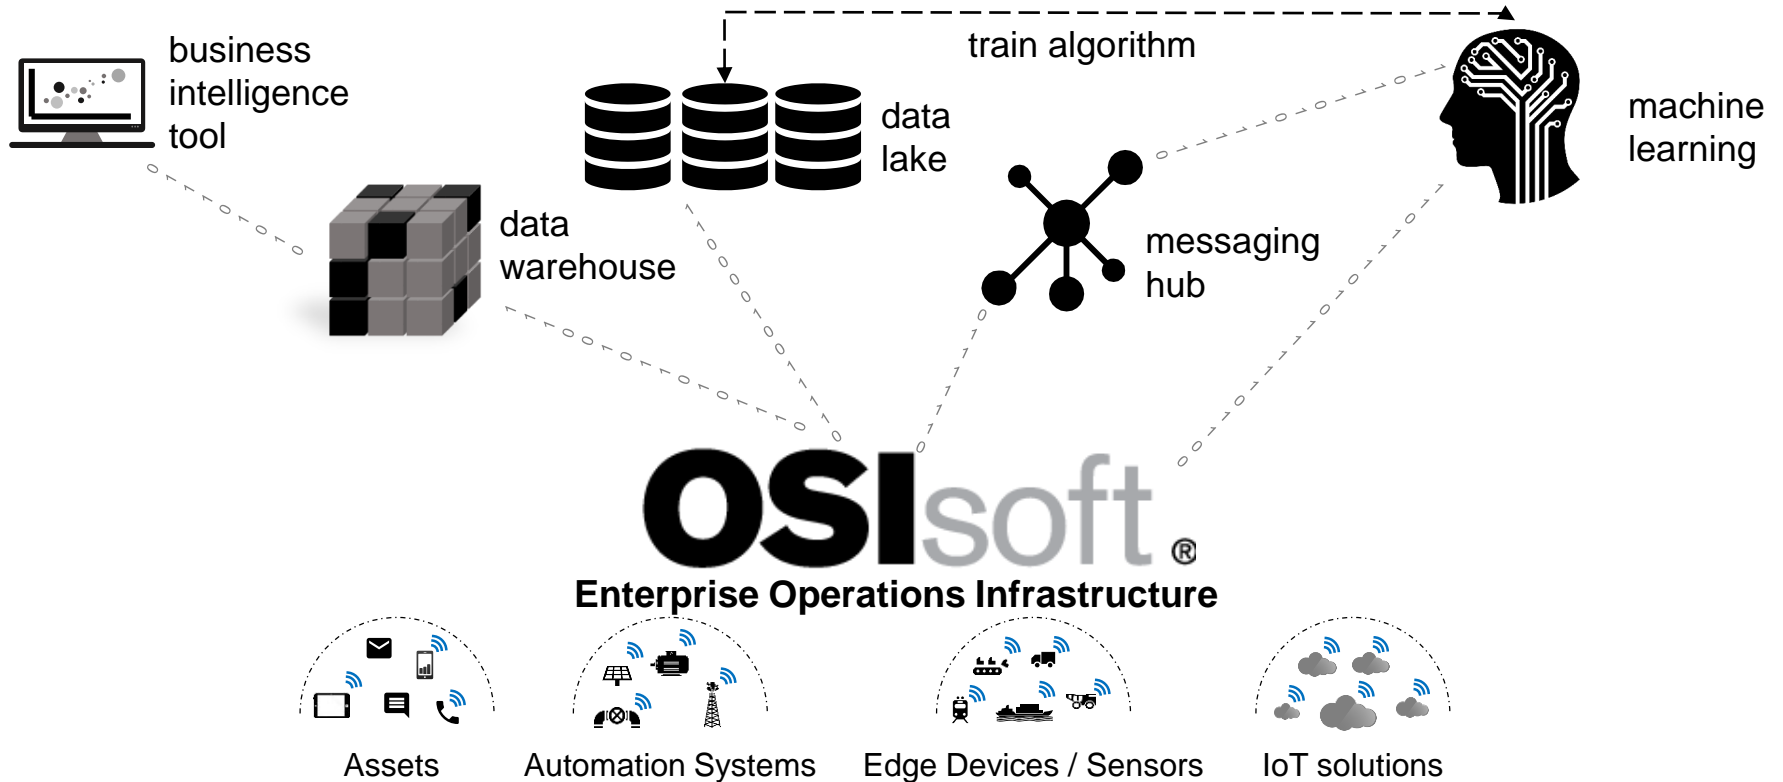 business
intelligence
tool
train algorithm
data
lake
machine
learning
data
warehouse
messaging
hub
OSIsoft®
Enterprise Operations Infrastructure
Assets
Automation Systems
Edge Devices / Sensors
IoT solutions